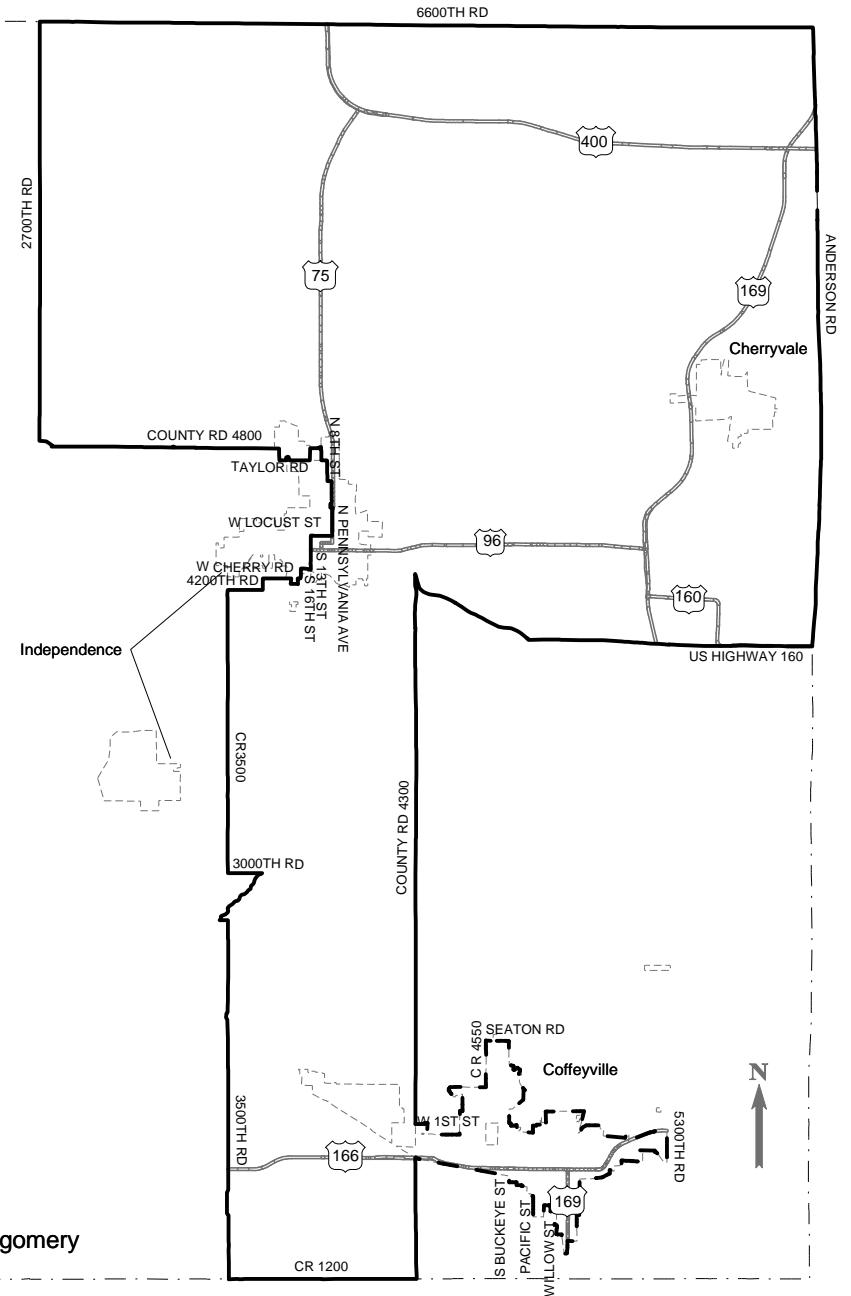 6600TH RD
400
2700TH RD
ANDERSON RD
75
169
Cherryvale
N 8TH ST
COUNTY RD 4800
TAYLOR RD
W LOCUST ST
N PENNSYLVANIA AVE
96
W CHERRY RD
4200TH RD
S 13TH ST
S 16TH ST
160
Independence
US HIGHWAY 160
CR3500
COUNTY RD 4300
3000TH RD
C R 4550
SEATON RD
Coffeyville
N
W 1ST ST
3500TH RD
5300TH RD
166
169
S BUCKEYE ST
PACIFIC ST
WILLOW ST
gomery
CR 1200